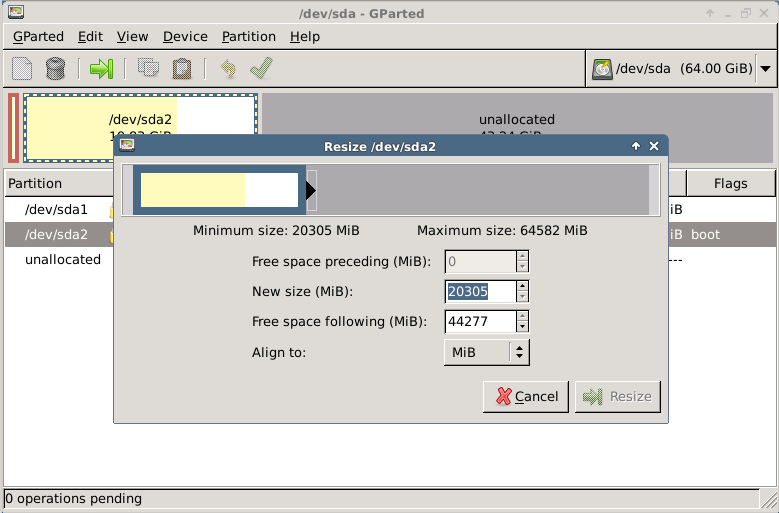 /dev/sda - GParted
GParted Edit View Device Partition Help
/dev/sda (64.00 GiB)
/dev/sda2
unallocated
Resize /dev/sda2
Minimum size: 20305 MiB Maximum size: 64582 MiB
Free space preceding (MiB): 0
New size (MiB): 20305
Free space following (MiB): 44277
Align to: MiB
Cancel Resize
Partition Flags
/dev/sda1 iB
/dev/sda2 iB boot
unallocated ---
0 operations pending